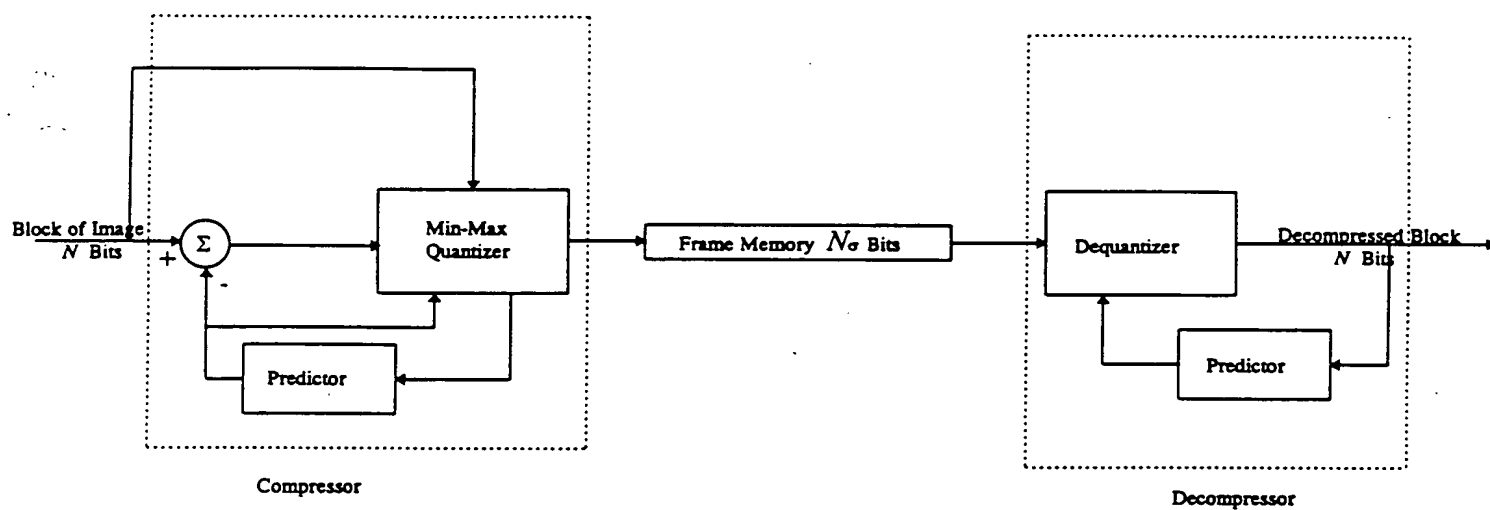 Block of Image
N Bits
+
Σ
-
Min-Max
Quantizer
Predictor
Compressor
Frame Memory Nσ Bits
Dequantizer
Predictor
Decompressed Block
N Bits
Decompressor